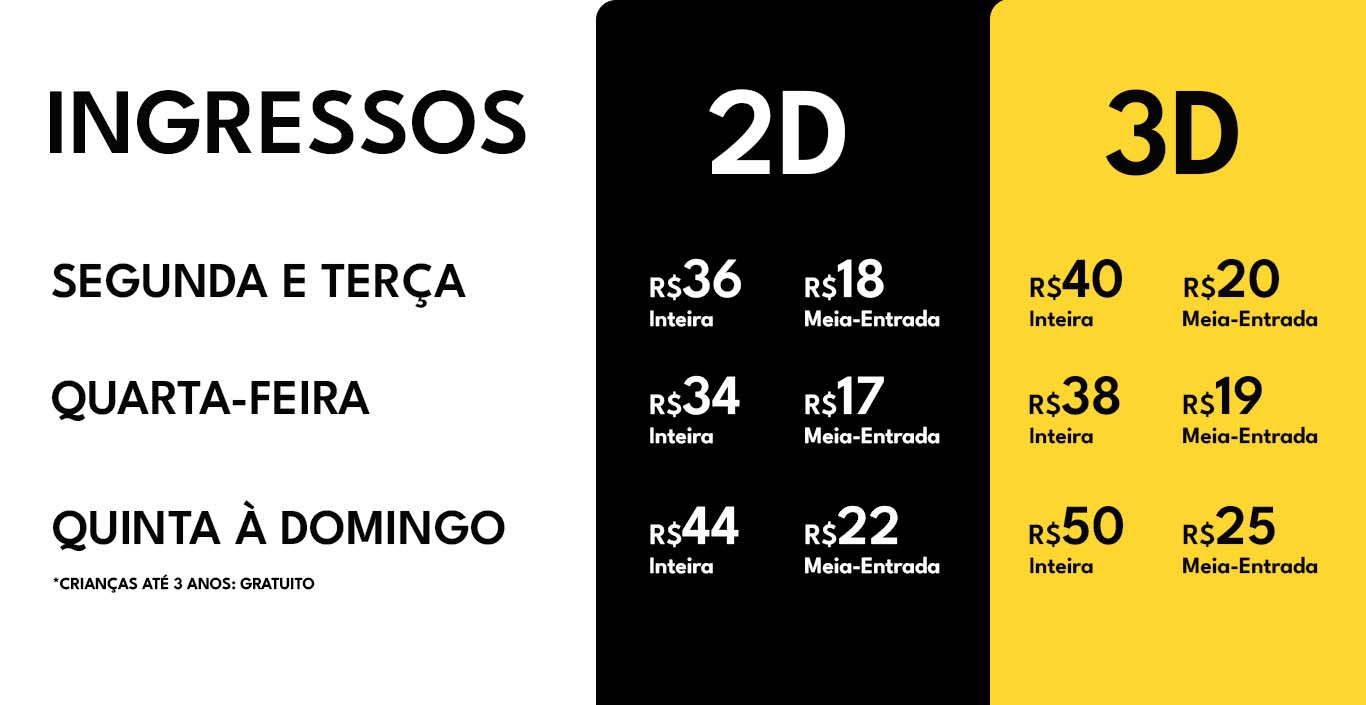 INGRESSOS
2D
3D
SEGUNDA E TERÇA
R$36 R$18
Inteira Meia-Entrada
R$40 R$20
Inteira Meia-Entrada
QUARTA-FEIRA
R$34 R$17
Inteira Meia-Entrada
R$38 R$19
Inteira Meia-Entrada
QUINTA À DOMINGO
R$44 R$22
Inteira Meia-Entrada
R$50 R$25
Inteira Meia-Entrada
*CRIANÇAS ATÉ 3 ANOS: GRATUITO